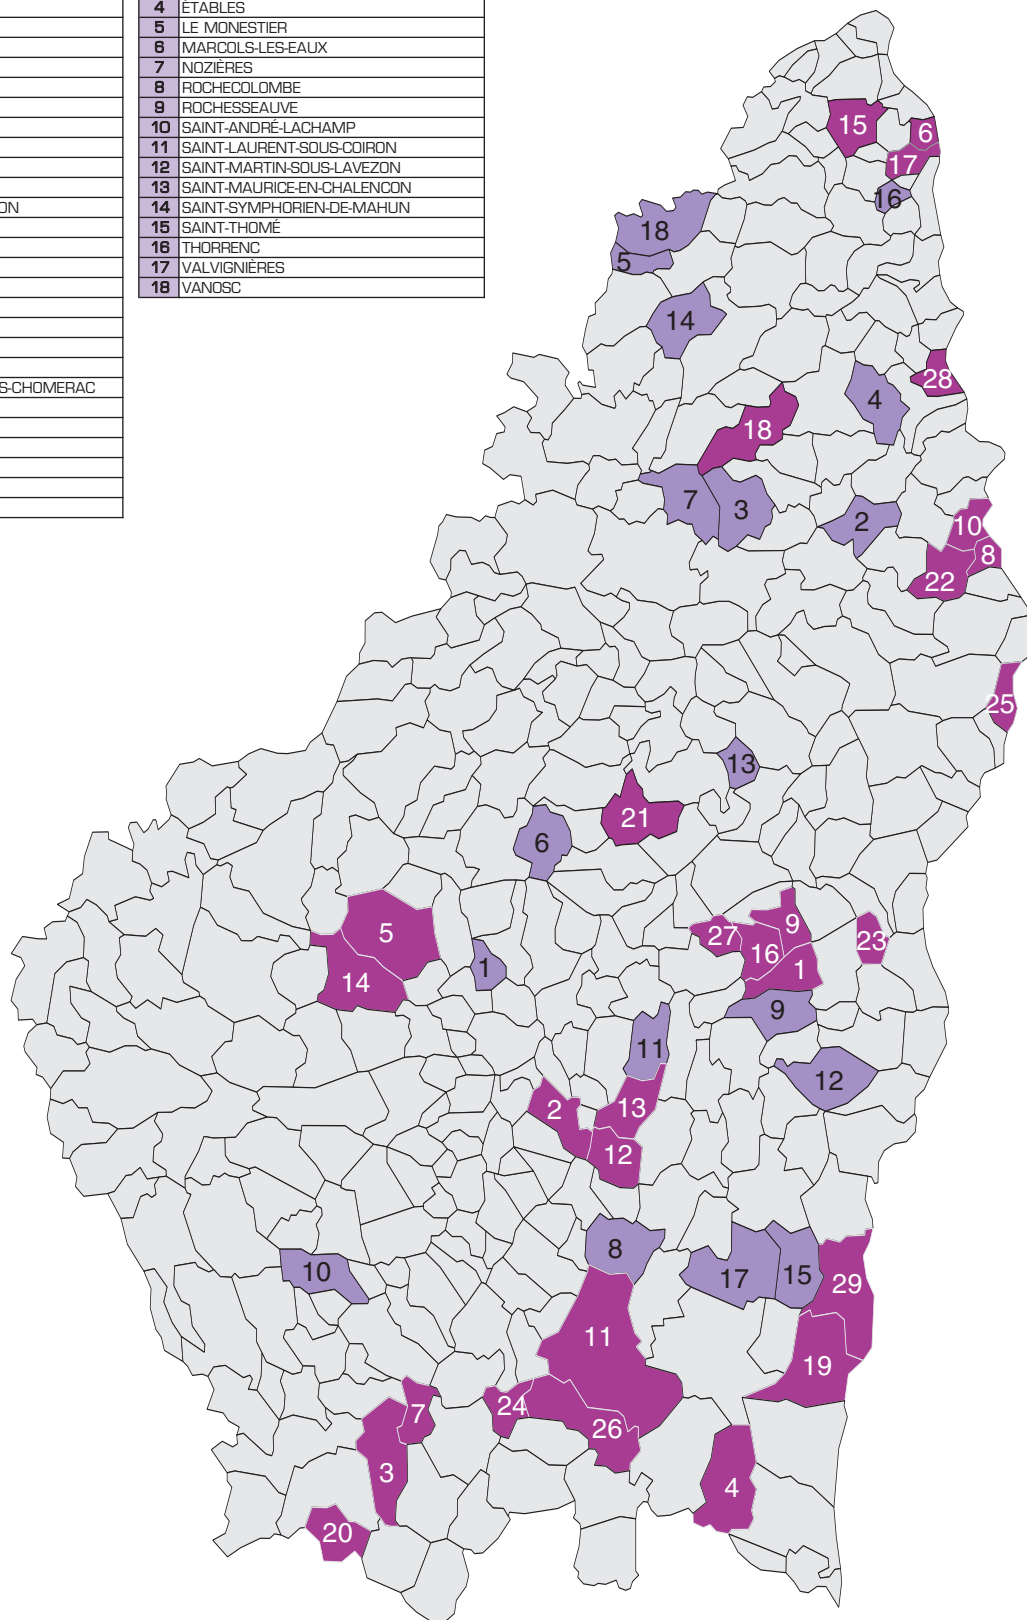 4 ÉTABLES
5 LE MONESTIER
6 MARCOLS-LES-EAUX
7 NOZIÈRES
8 ROCHECOLOMBE
9 ROCHESSEAUVE
10 SAINT-ANDRÉ-LACHAMP
11 SAINT-LAURENT-SOUS-COIRON
12 SAINT-MARTIN-SOUS-LAVEZON
13 SAINT-MAURICE-EN-CHALENCON
14 SAINT-SYMPHORIEN-DE-MAHUN
15 SAINT-THOMÉ
16 THORRENC
17 VALVIGNIÈRES
18 VANOSC
ON
S-CHOMERAC
15
6
17
16
18
5
14
28
4
18
7
3
2
10
8
22
25
13
21
6
5
14
1
27
9
16
1
23
9
11
12
2
13
12
8
10
17
15
29
11
19
7
24
26
3
4
20